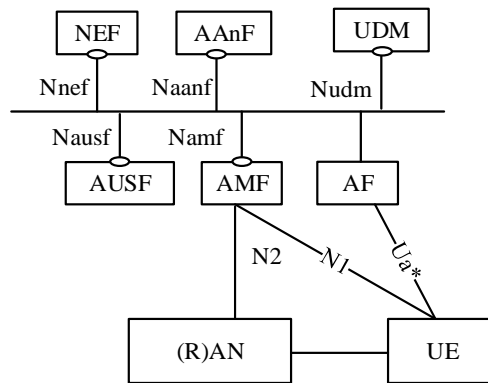 NEF
AAnF
UDM
Nnef
Naanf
Nudm
Nausf
Namf
AUSF
AMF
AF
N2
N1
Ua*
(R)AN
UE